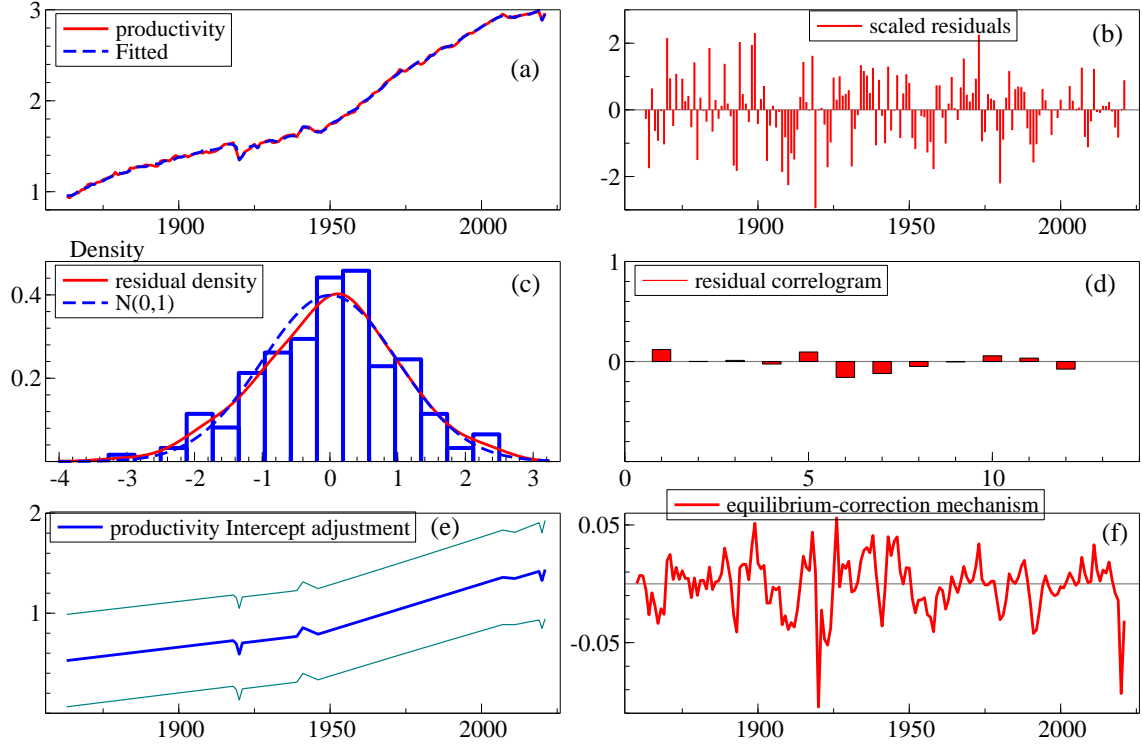 3
2
1
productivity
Fitted
(a)
1900
1950
2000
2
0
-2
scaled residuals
(b)
1900
1950
2000
Density
0.4
0.2
residual density
N(0,1)
(c)
-4
-3
-2
-1
0
1
2
3
1
0
residual correlogram
(d)
0
5
10
2
1
productivity Intercept adjustment
(e)
1900
1950
2000
0.05
-0.05
equilibrium-correction mechanism
(f)
1900
1950
2000